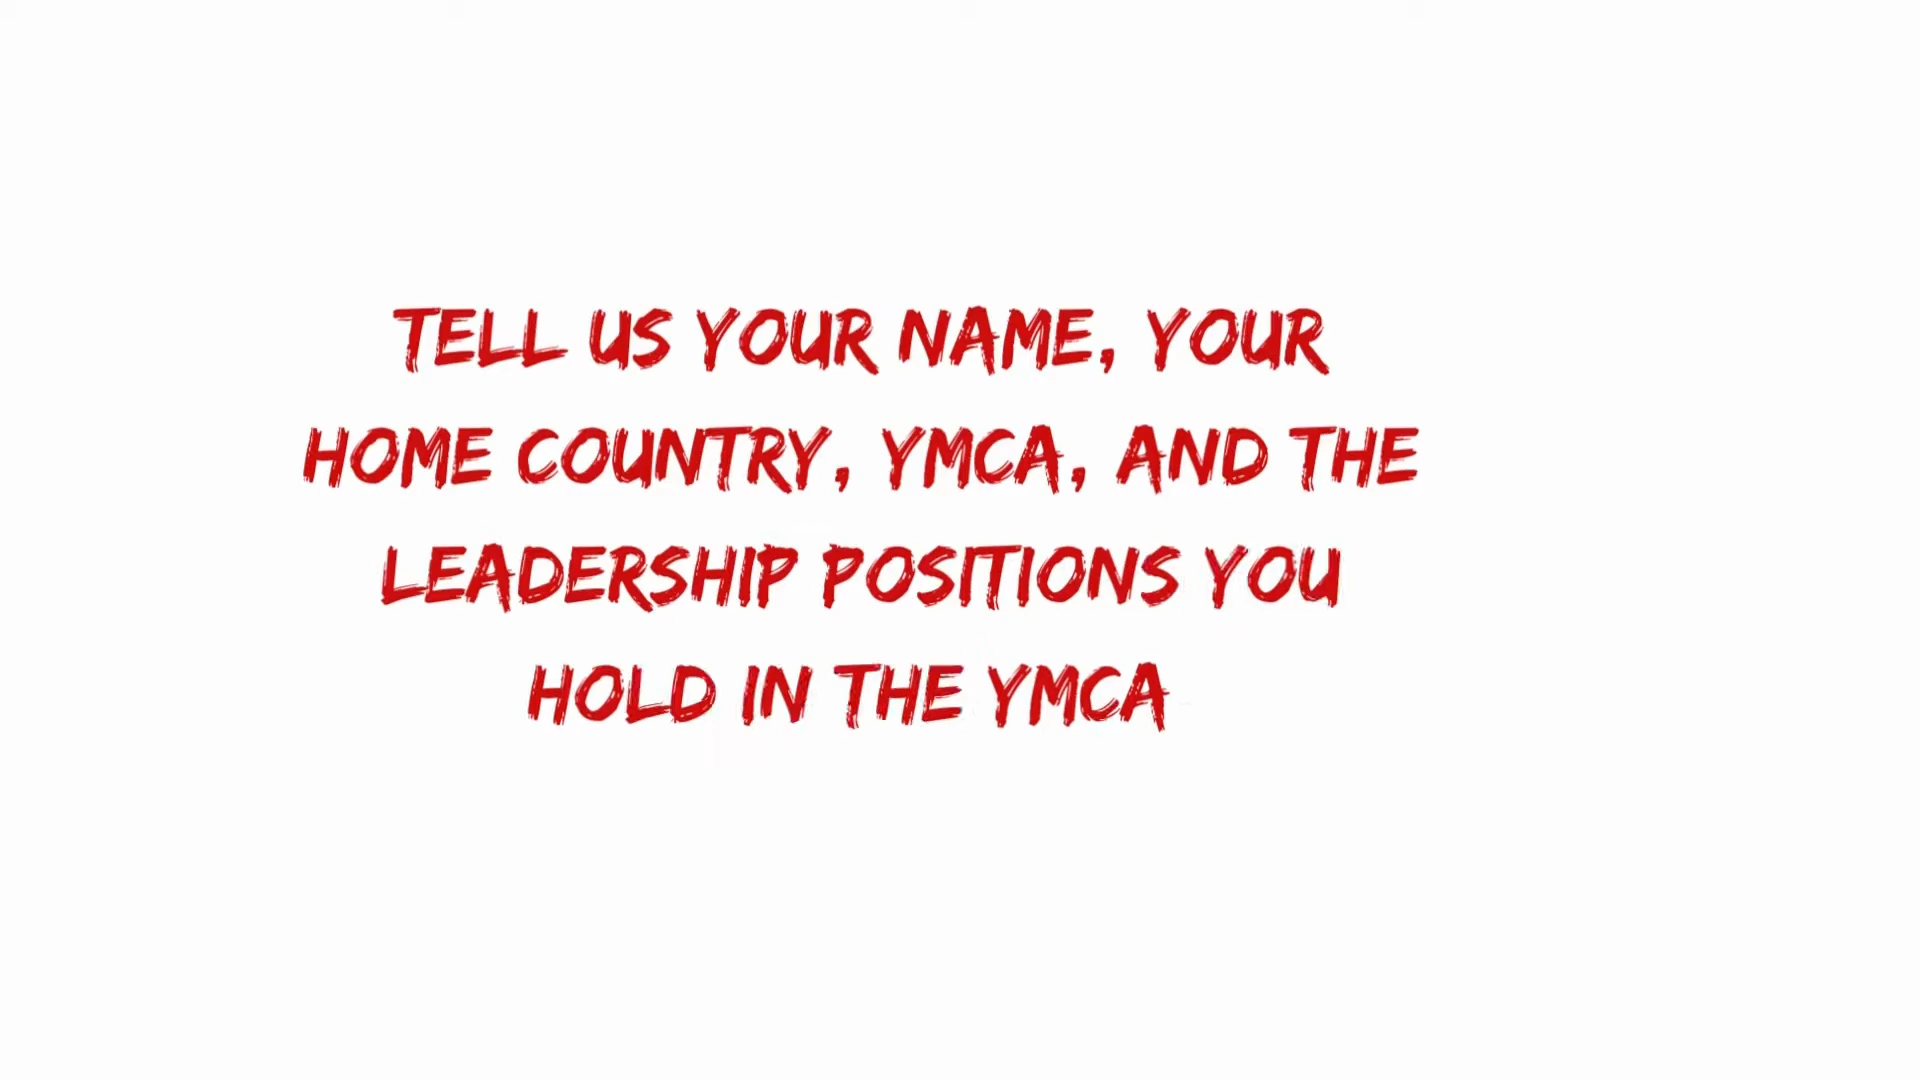 TELL US YOUR NAME, YOUR
HOME COUNTRY, YMCA, AND THE
LEADERSHIP POSITIONS YOU
HOLD IN THE YMCA